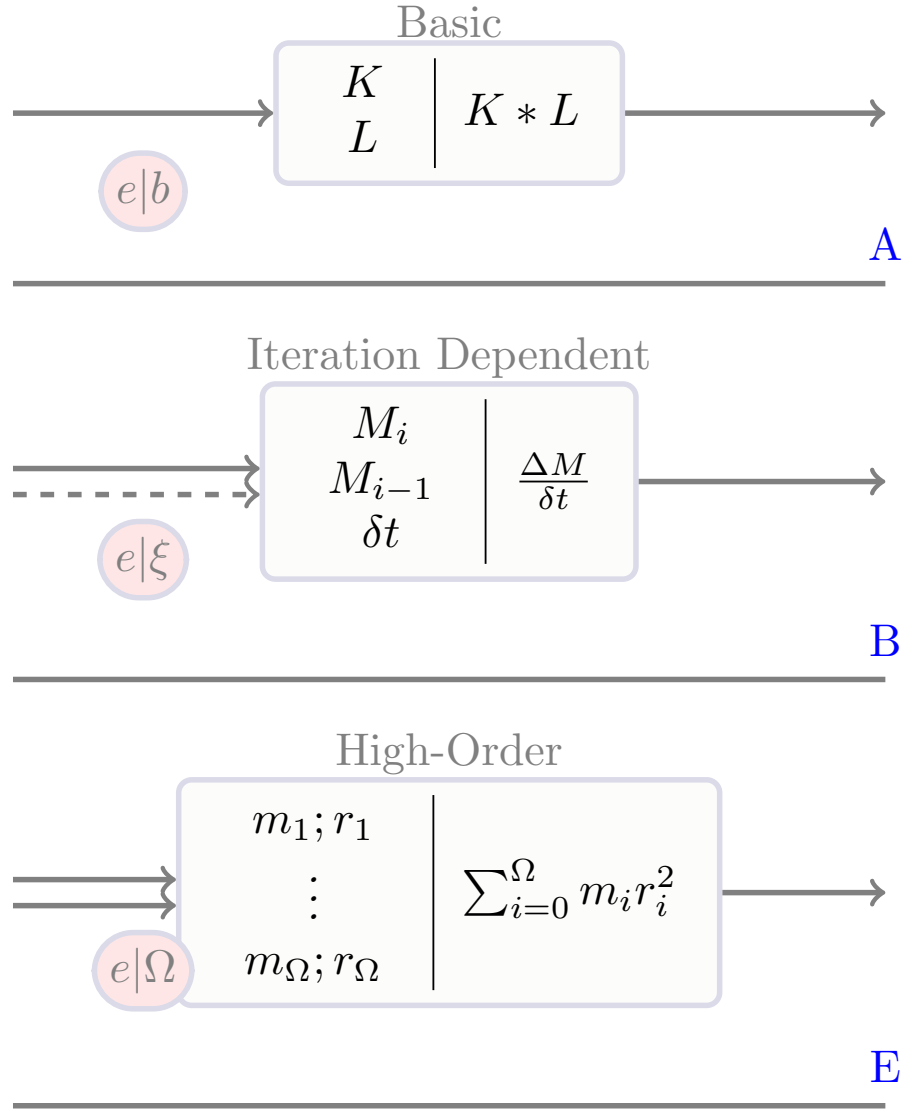 Basic
K
L
K ∗ L
e|b
A
Iteration Dependent
M_i
M_{i−1}
δt
ΔM/δt
e|ξ
B
High-Order
m_1; r_1
⋮
m_Ω; r_Ω
∑_{i=0}^{Ω} m_i r_i^2
e|Ω
E